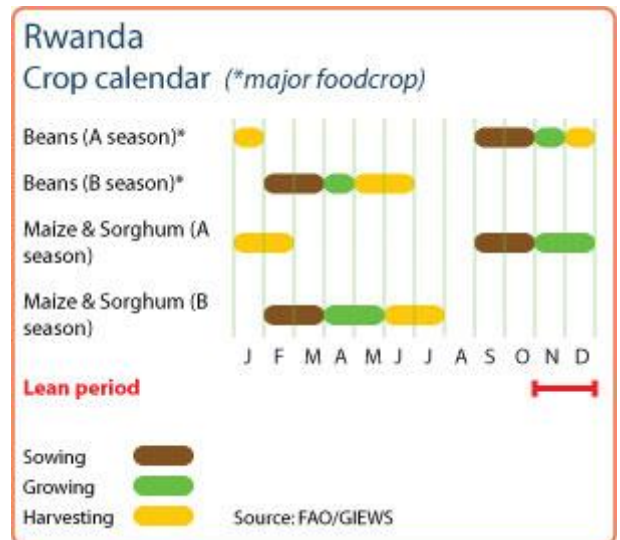 Rwanda
Crop calendar (*major foodcrop)
Beans (A season)*
Beans (B season)*
Maize & Sorghum (A
season)
Maize & Sorghum (B
season)
J F M A M J J A S O N D
Lean period
Sowing
Growing
Harvesting
Source: FAO/GIEWS